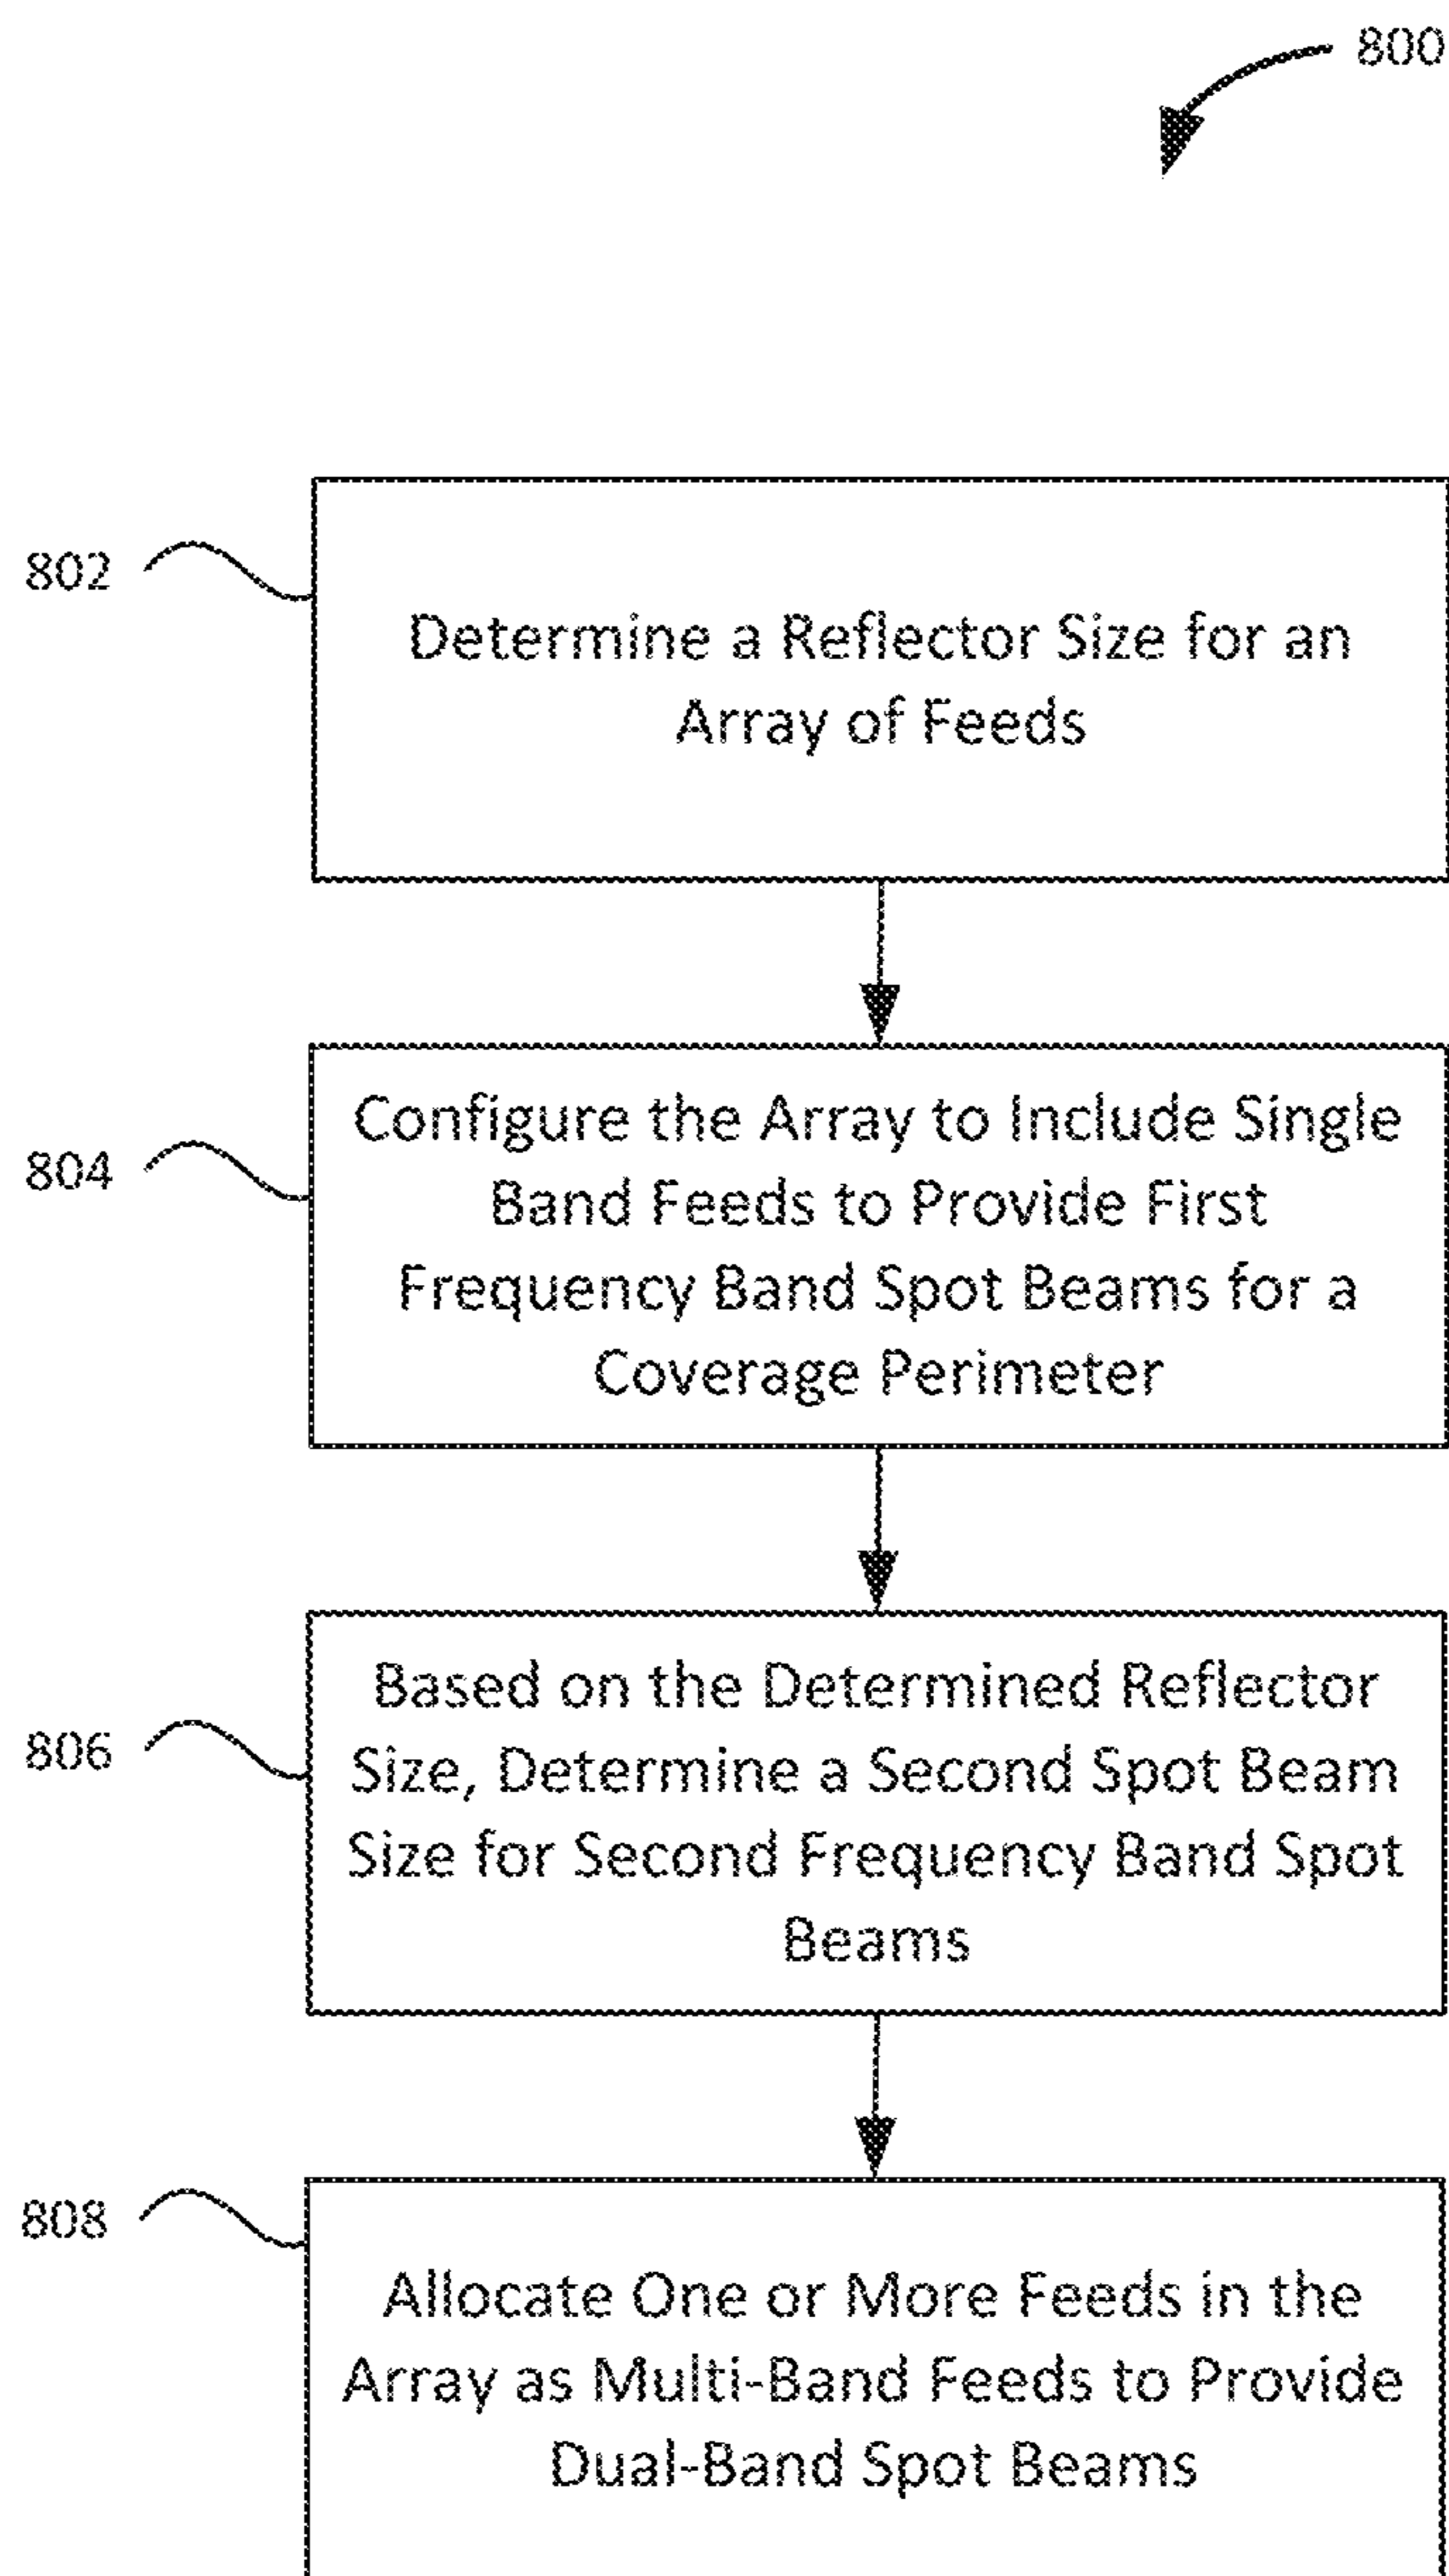 800
802
Determine a Reflector Size for an
Array of Feeds
804
Configure the Array to Include Single
Band Feeds to Provide First
Frequency Band Spot Beams for a
Coverage Perimeter
806
Based on the Determined Reflector
Size, Determine a Second Spot Beam
Size for Second Frequency Band Spot
Beams
808
Allocate One or More Feeds in the
Array as Multi-Band Feeds to Provide
Dual-Band Spot Beams